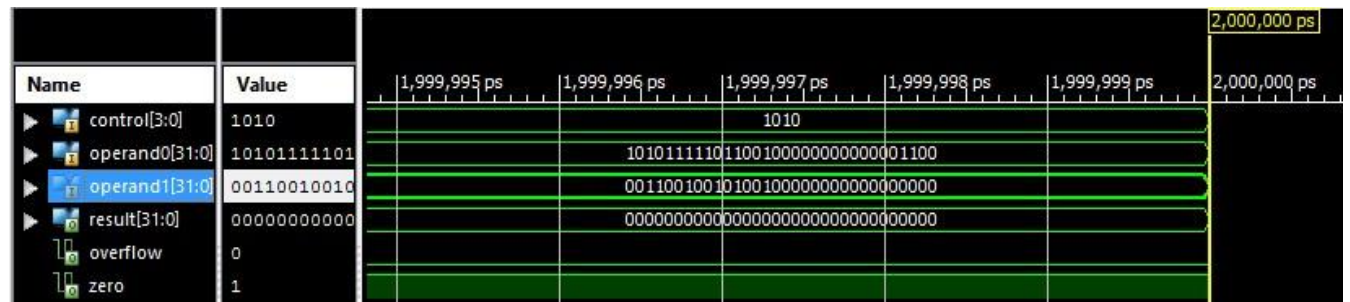 2,000,000 ps
Name Value 1,999,995 ps 1,999,996 ps 1,999,997 ps 1,999,998 ps 1,999,999 ps 2,000,000 ps
control[3:0] 1010 1010
operand0[31:0] 10101111101 10101111101100100000000000001100
operand1[31:0] 00110010010 00110010010100100000000000000000
result[31:0] 00000000000 00000000000000000000000000000000
overflow 0
zero 1